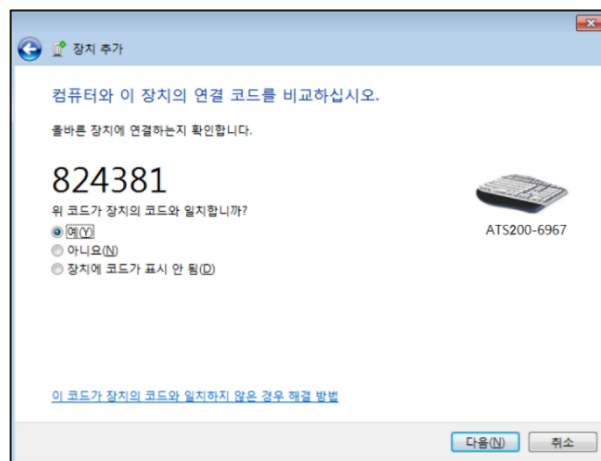 장치 추가
컴퓨터와 이 장치의 연결 코드를 비교하십시오.
올바른 장치에 연결하는지 확인합니다.
824381
위 코드가 장치의 코드와 일치합니까?
예(Y)
아니요(N)
장치에 코드가 표시 안 됨(D)
ATS200-6967
이 코드가 장치의 코드와 일치하지 않은 경우 해결 방법
다음(N) 취소